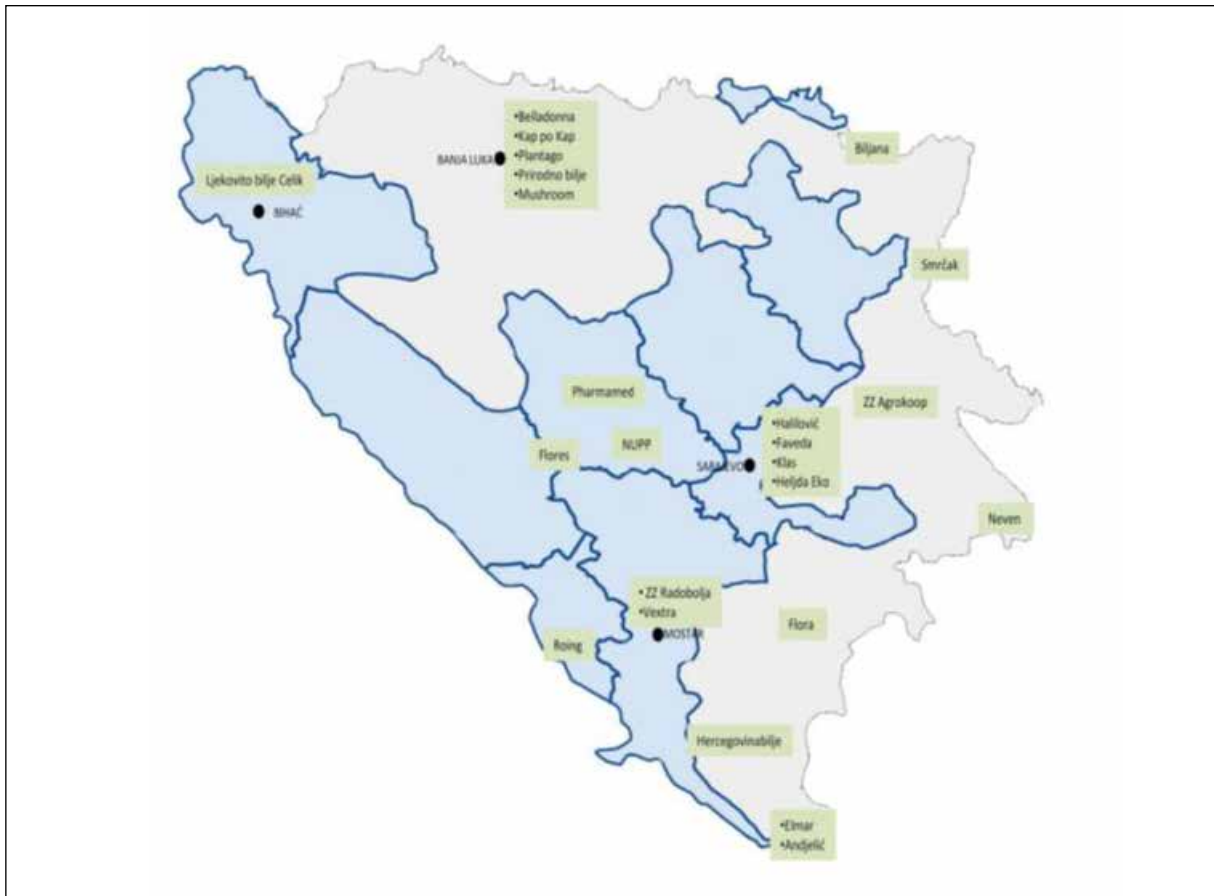 •Belladonna
•Kap po Kap
BANJA LUKA
•Plantago
•Prirodno bilje
•Mushroom
Biljana
Ljekovito bilje Celik
BIHAĆ
Smrčak
Pharmamed
ZZ Agrokoop
•Halilović
•Faveda
•Klas
•Heljda Eko
NUPP
Flores
SARAJEVO
Neven
•ZZ Radobolja
•Vextra
MOSTAR
Flora
Roing
Hercegovinabilje
•Elmar
•Andjelić